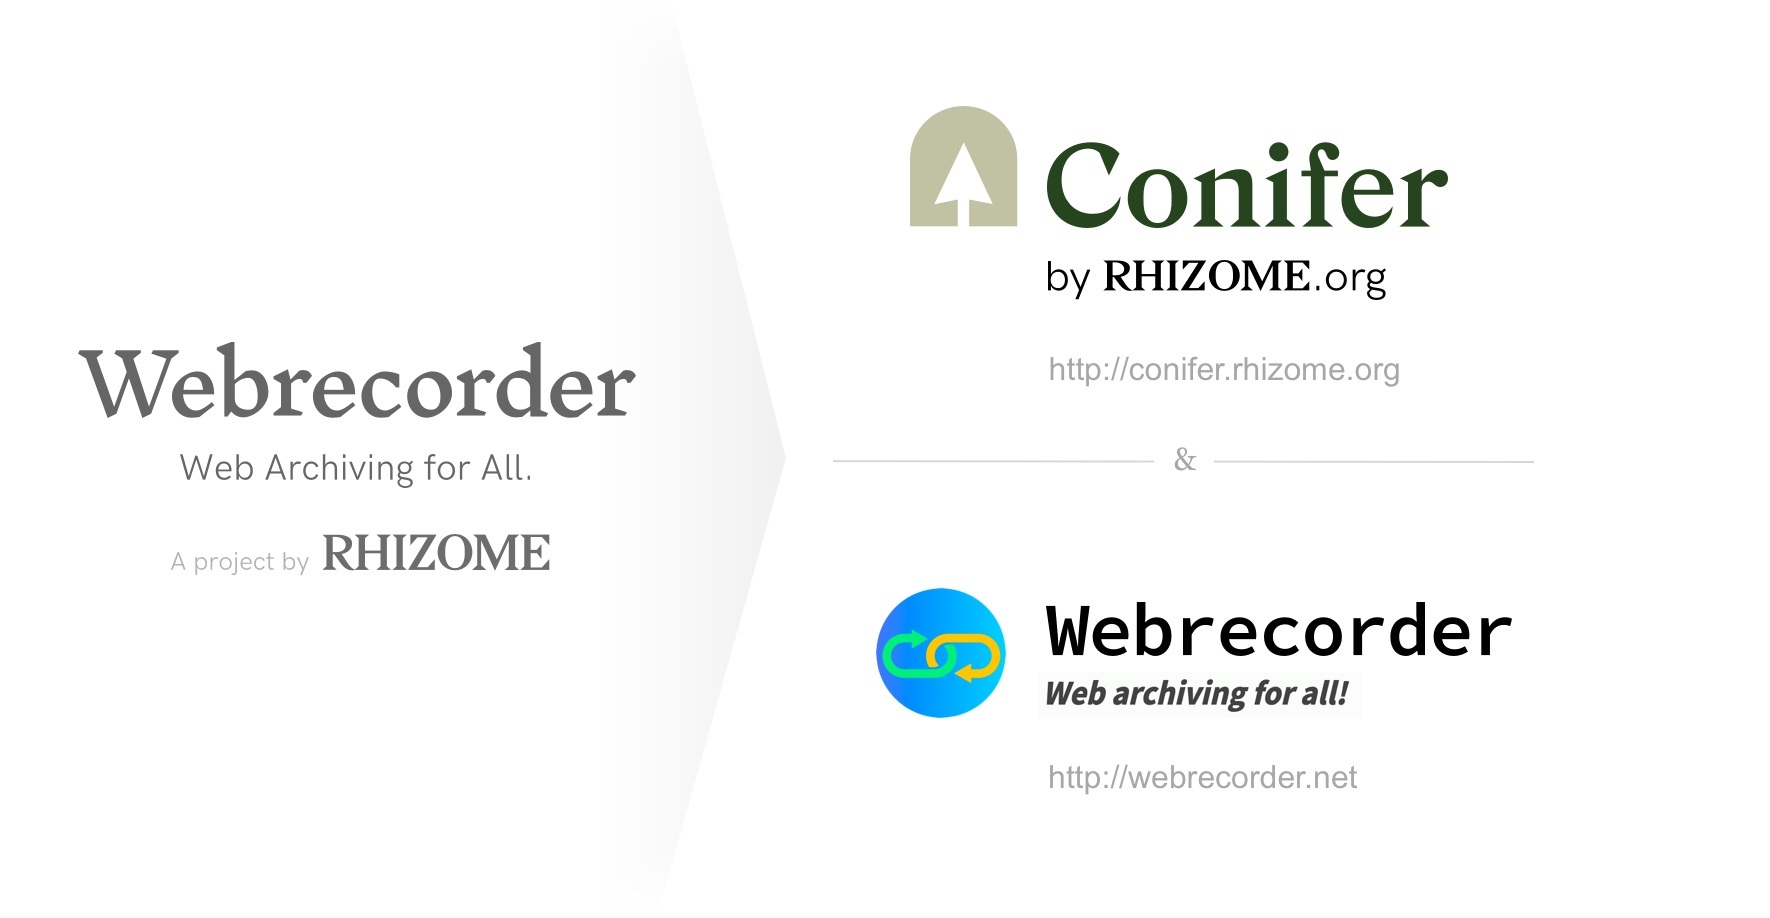 Webrecorder
Web Archiving for All.
A project by RHIZOME
Conifer
by RHIZOME.org
http://conifer.rhizome.org
&
Webrecorder
Web archiving for all!
http://webrecorder.net